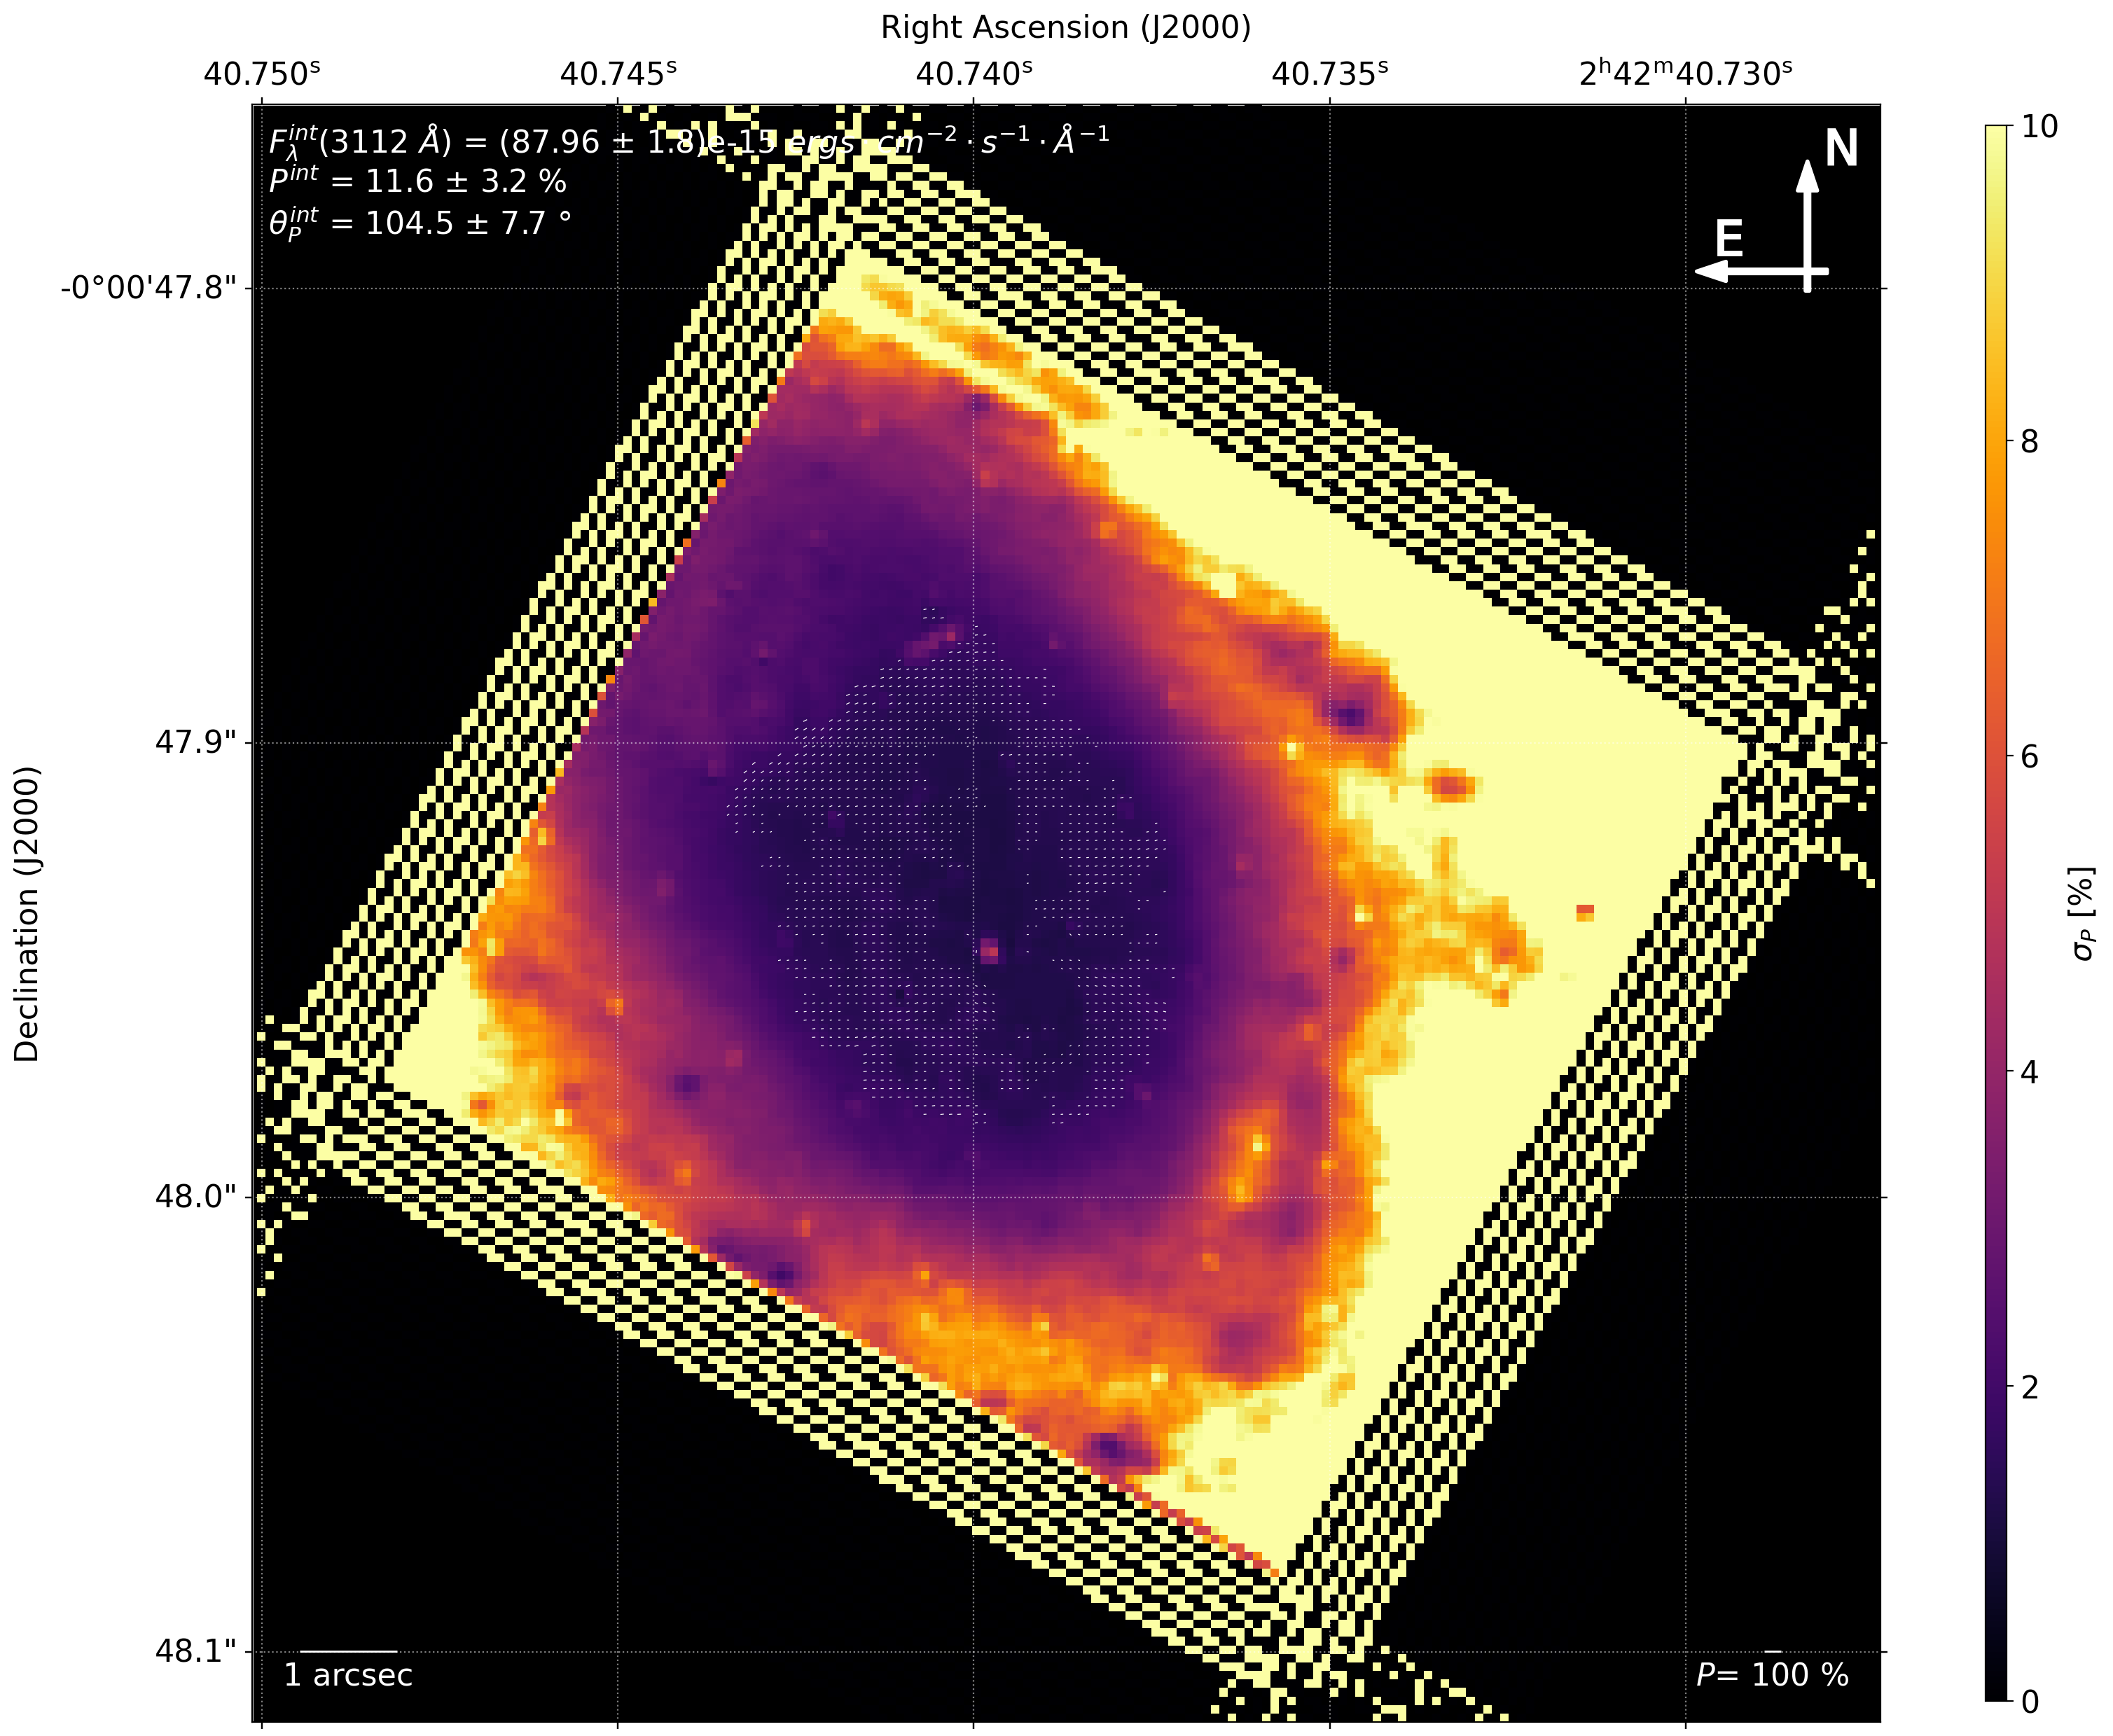 Right Ascension (J2000)
40.750ˢ 40.745ˢ 40.740ˢ 40.735ˢ 2ʰ42ᵐ40.730ˢ
F_λ^int(3112 Å) = (87.96 ± 1.8)e-15 ergs · cm⁻² · s⁻¹ · Å⁻¹
P^int = 11.6 ± 3.2 %
θ_P^int = 104.5 ± 7.7 °
N
E
-0°00'47.8"
47.9"
48.0"
48.1"
Declination (J2000)
1 arcsec
P= 100 %
10
8
6
4
2
0
σ_P [%]